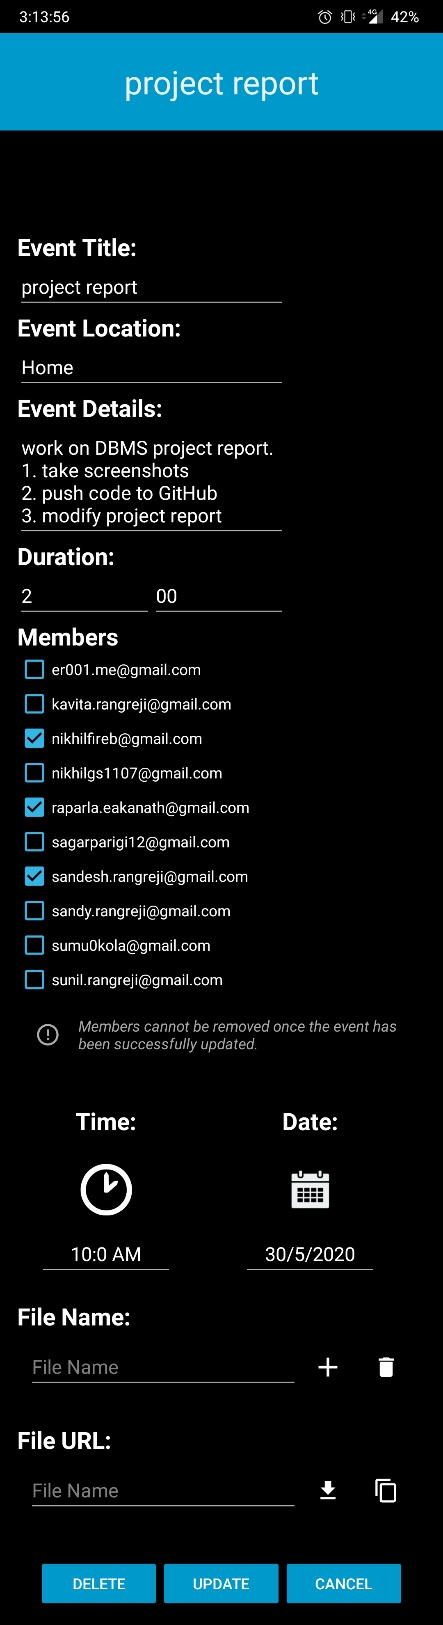 3:13:56
4G
42%
project report
Event Title:
project report
Event Location:
Home
Event Details:
work on DBMS project report.
1. take screenshots
2. push code to GitHub
3. modify project report
Duration:
2 00
Members
er001.me@gmail.com
kavita.rangreji@gmail.com
nikhilfireb@gmail.com
nikhilgs1107@gmail.com
raparla.eakanath@gmail.com
sagarparigi12@gmail.com
sandesh.rangreji@gmail.com
sandy.rangreji@gmail.com
sumu0kola@gmail.com
sunil.rangreji@gmail.com
Members cannot be removed once the event has
been successfully updated.
Time: Date:
10:0 AM 30/5/2020
File Name:
File Name
File URL:
File Name
DELETE UPDATE CANCEL